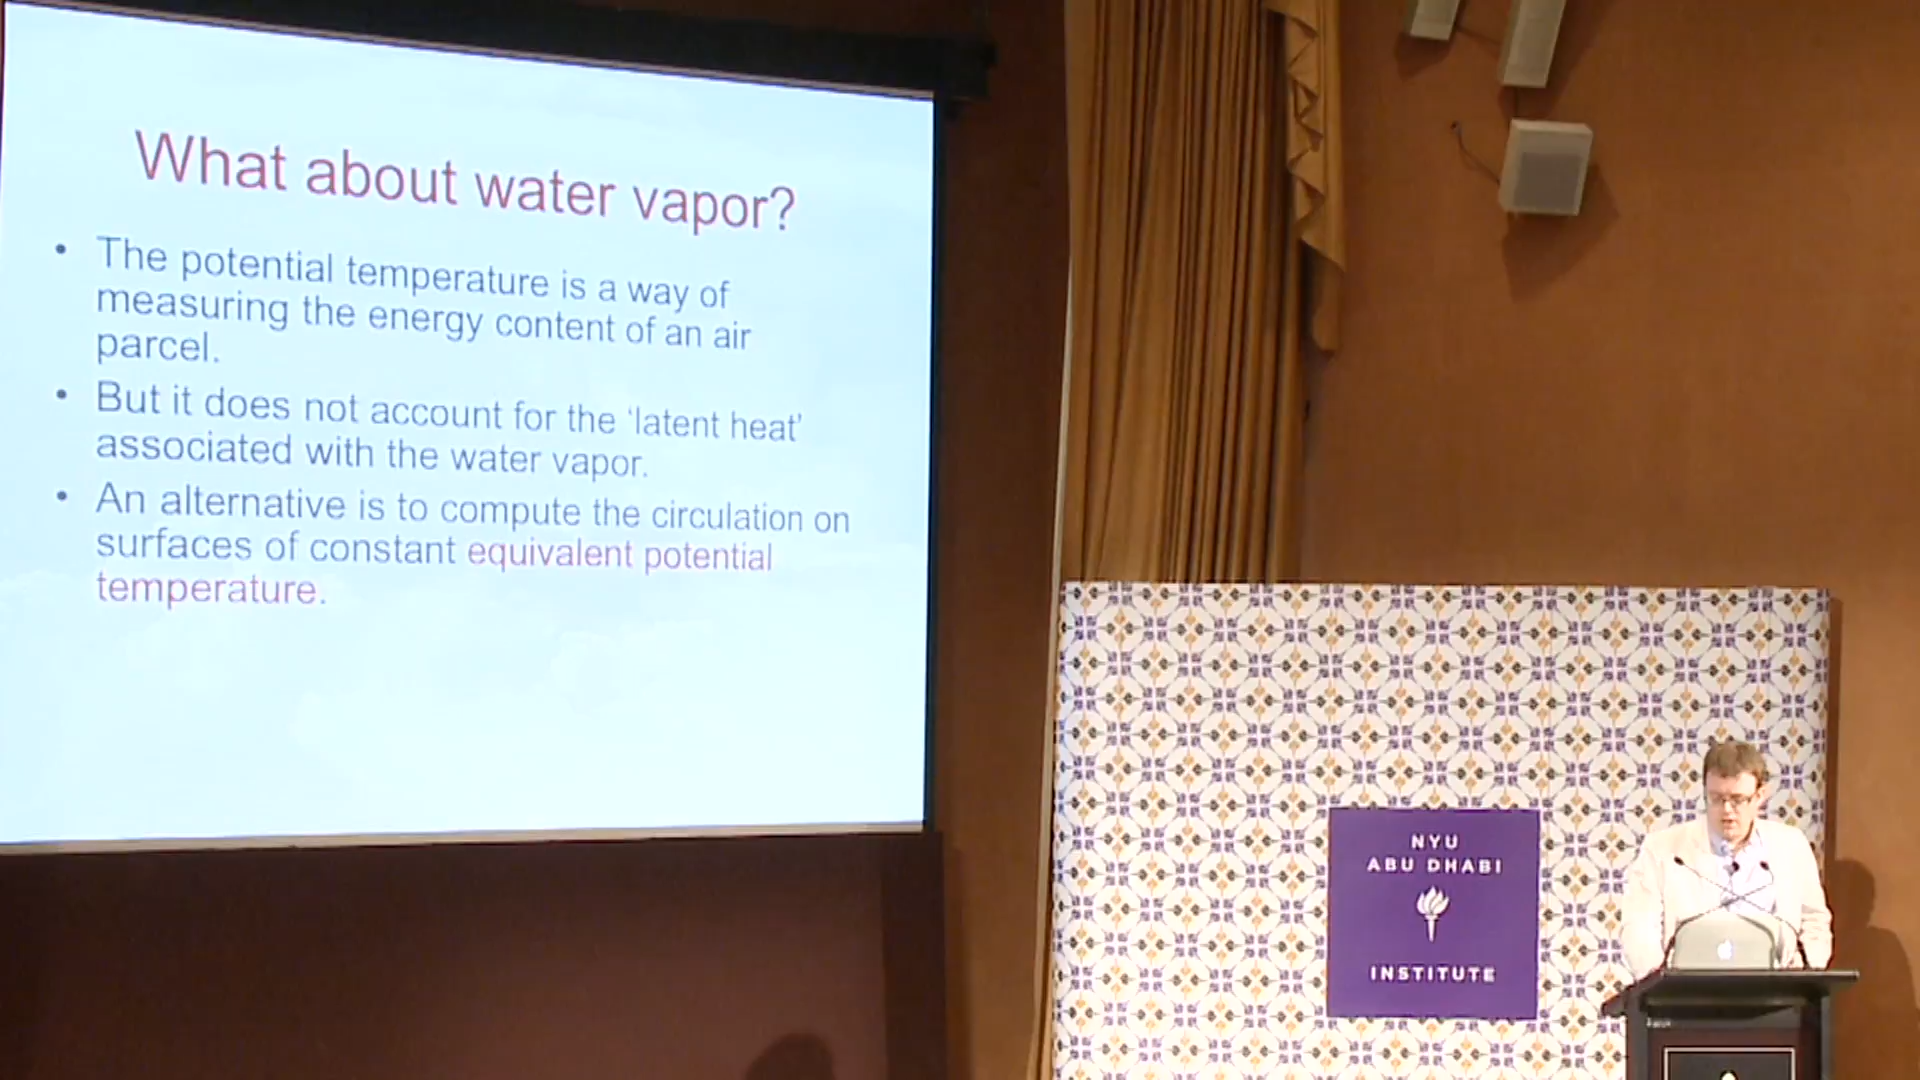 What about water vapor?
• The potential temperature is a way of
measuring the energy content of an air
parcel.
• But it does not account for the ‘latent heat’
associated with the water vapor.
• An alternative is to compute the circulation on
surfaces of constant equivalent potential
temperature.
NYU
ABU DHABI
INSTITUTE